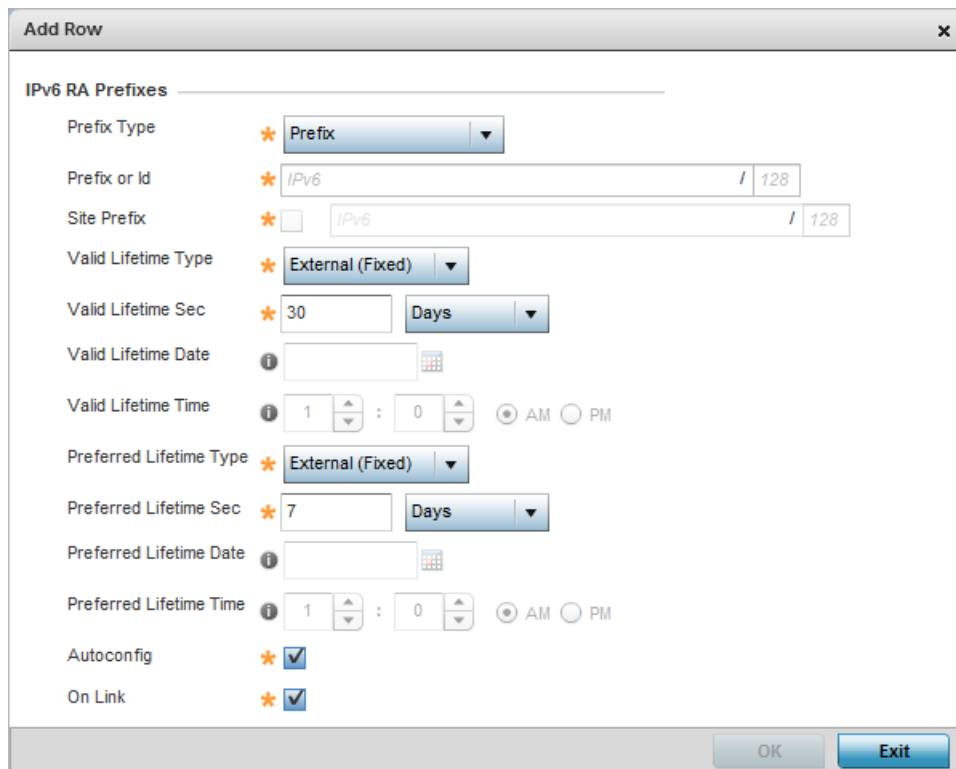 Add Row
IPv6 RA Prefixes
Prefix Type Prefix
Prefix or Id IPv6 / 128
Site Prefix IPv6 / 128
Valid Lifetime Type External (Fixed)
Valid Lifetime Sec 30 Days
Valid Lifetime Date
Valid Lifetime Time 1 : 0 AM PM
Preferred Lifetime Type External (Fixed)
Preferred Lifetime Sec 7 Days
Preferred Lifetime Date
Preferred Lifetime Time 1 : 0 AM PM
Autoconfig
On Link
OK Exit